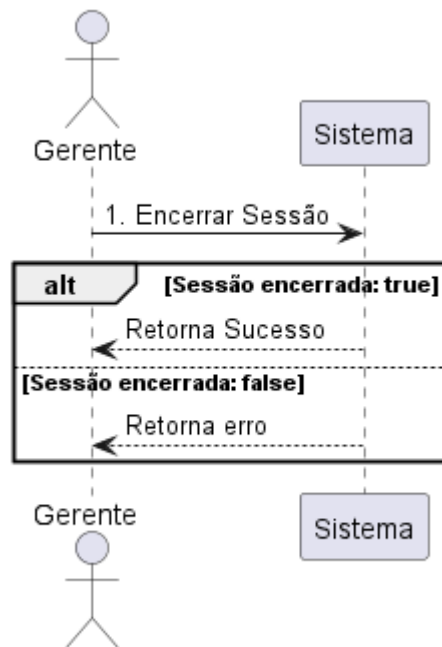 Gerente
Sistema
1. Encerrar Sessão
alt
[Sessão encerrada: true]
Retorna Sucesso
[Sessão encerrada: false]
Retorna erro
Gerente
Sistema